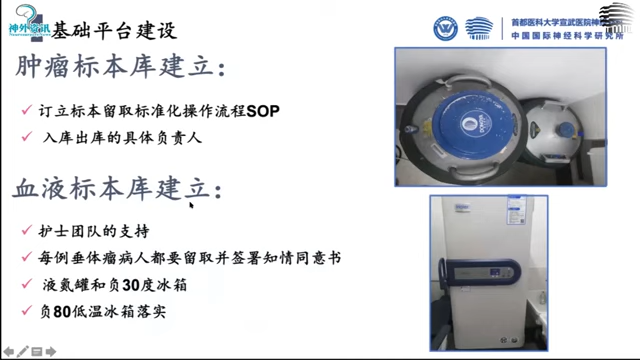 神外资讯
基础平台建设
首都医科大学宣武医院神经外科
中国国际神经科学研究所
肿瘤标本库建立：
订立标本留取标准化操作流程SOP
入库出库的具体负责人
血液标本库建立：
护士团队的支持
每例垂体瘤病人都要留取并签署知情同意书
液氮罐和负30度冰箱
负80低温冰箱落实